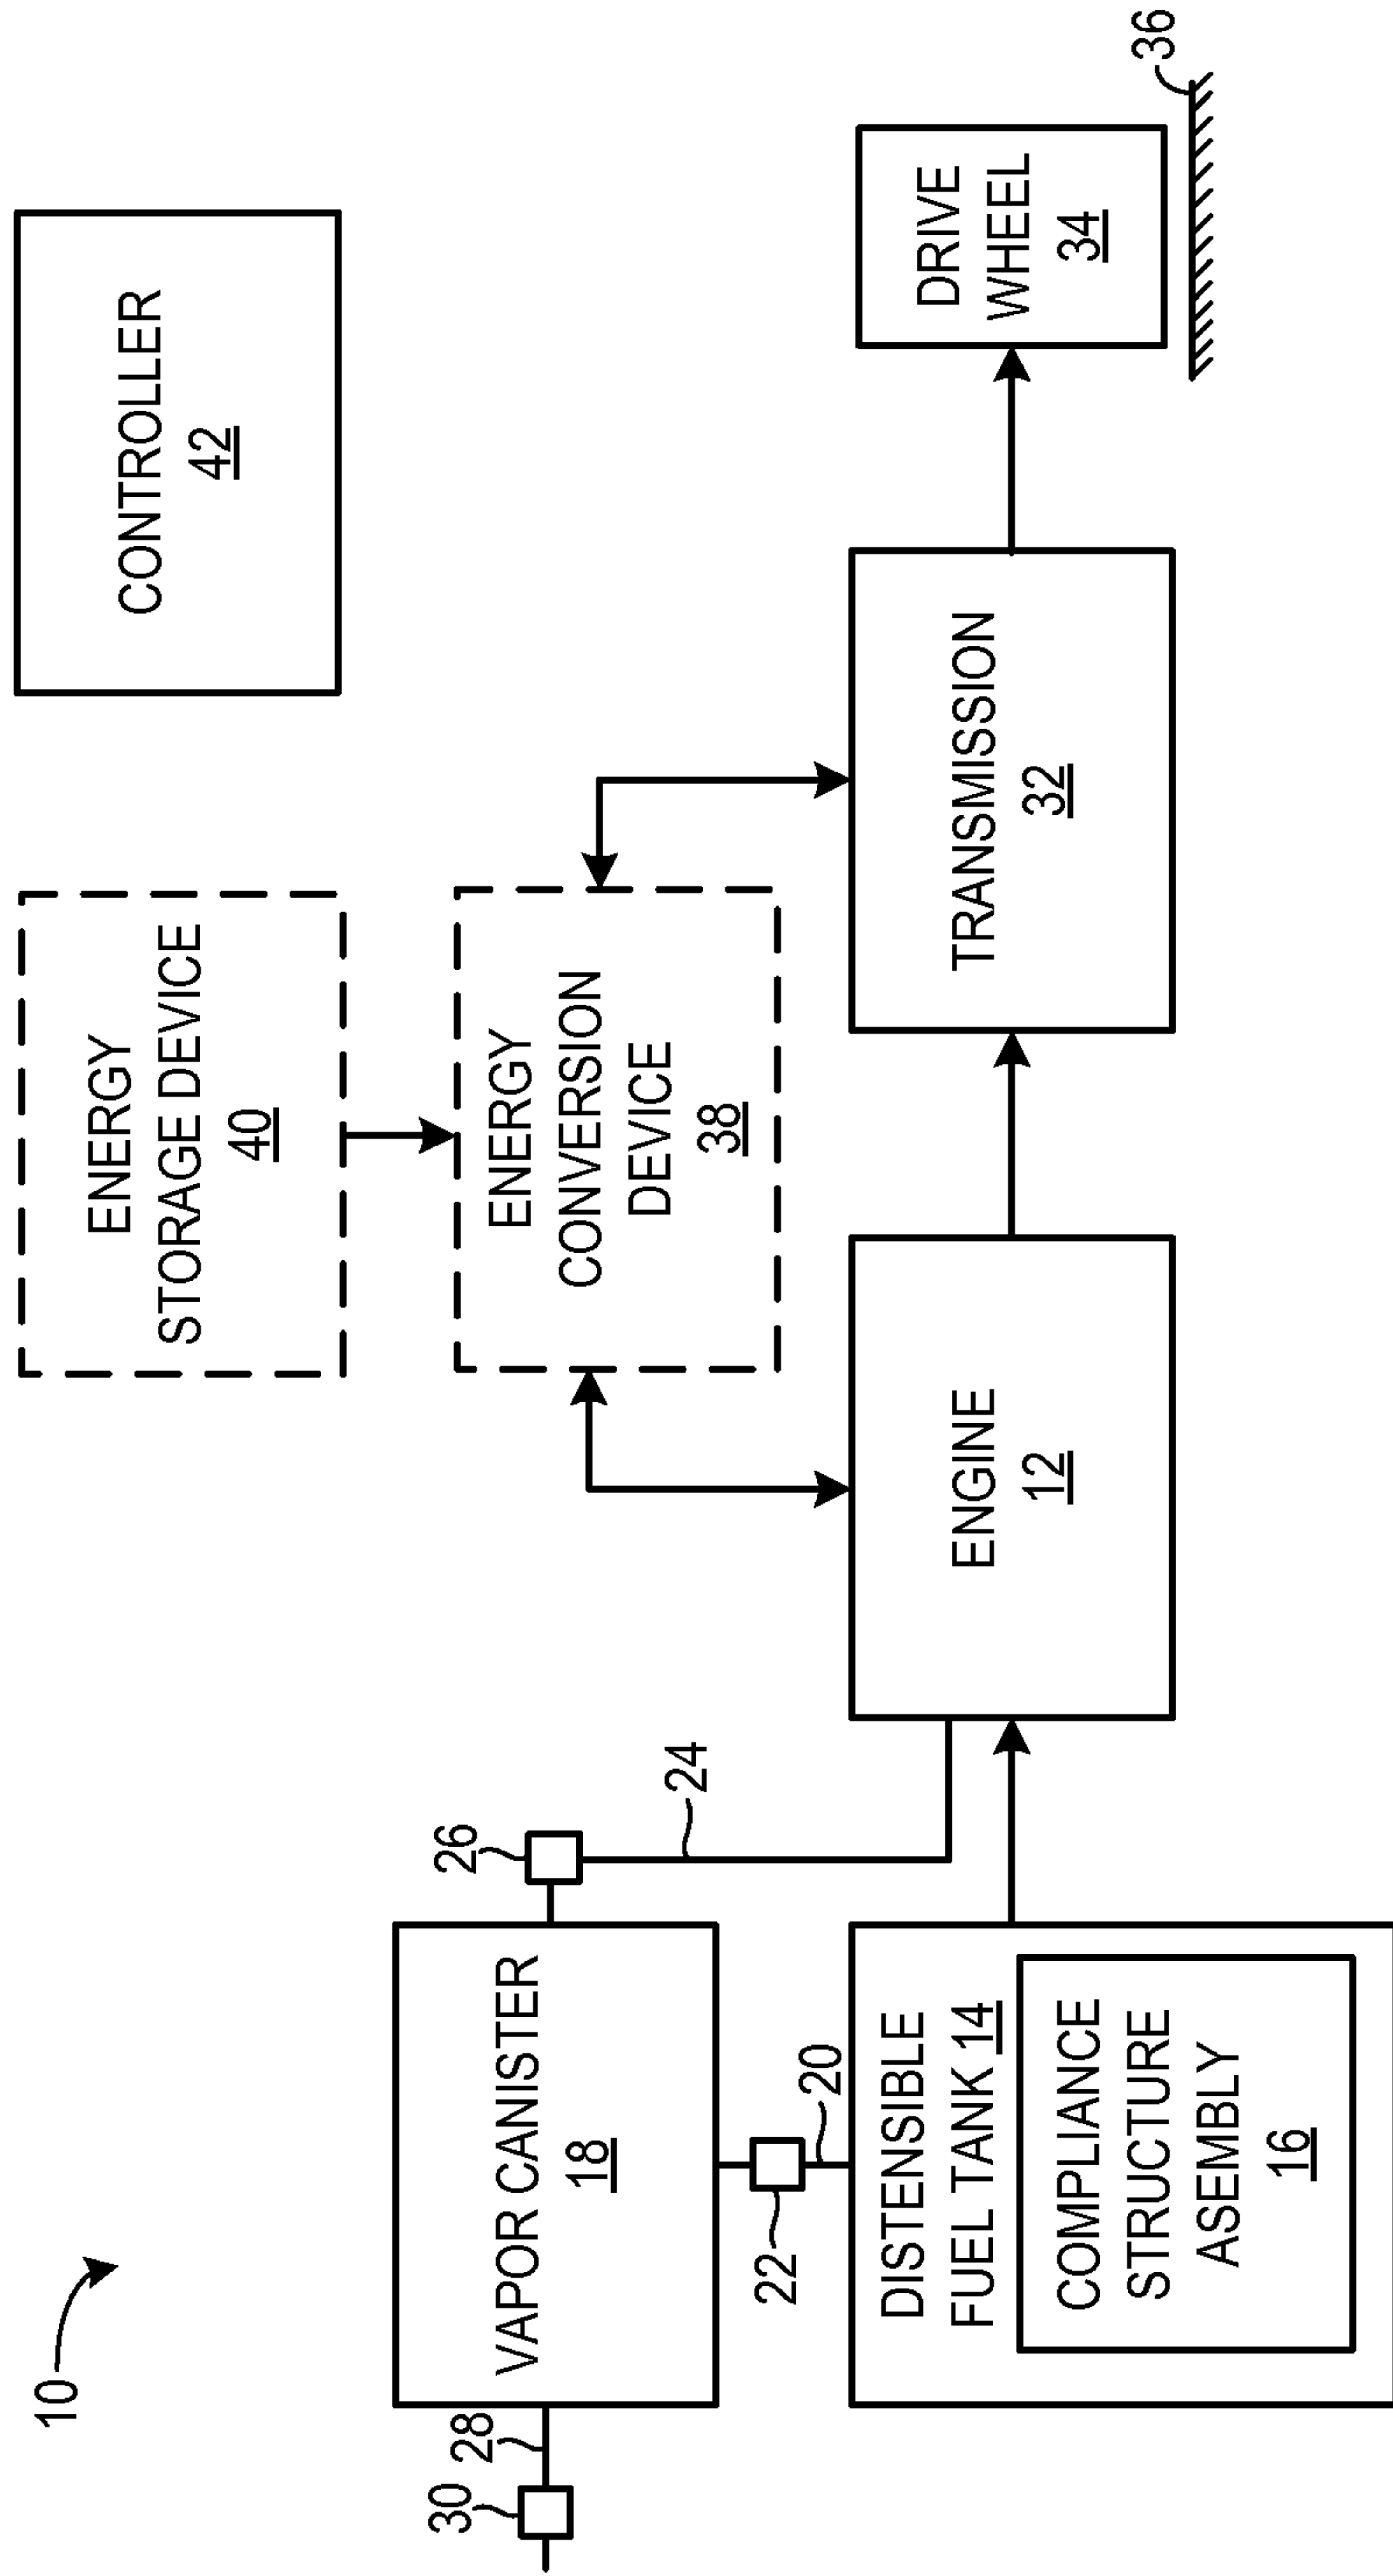 10
30
28
VAPOR CANISTER
18
26
24
22
20
DISTENSIBLE
FUEL TANK 14
COMPLIANCE
STRUCTURE
ASEMBLY
16
ENERGY
STORAGE DEVICE
40
ENERGY
CONVERSION
DEVICE
38
ENGINE
12
CONTROLLER
42
TRANSMISSION
32
DRIVE
WHEEL
34
36